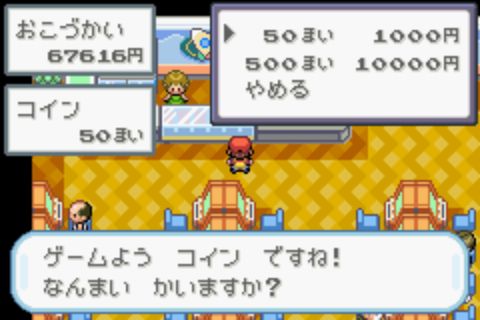 おこづかい
67616円
コイン
50まい
▶ 50まい 1000円
500まい 10000円
やめる
ゲームよう コイン ですね!
なんまい かいますか?